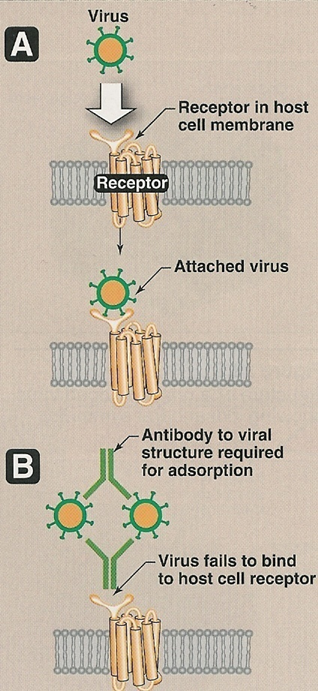 A
Virus
Receptor in host
cell membrane
Receptor
Attached virus
B
Antibody to viral
structure required
for adsorption
Virus fails to bind
to host cell receptor